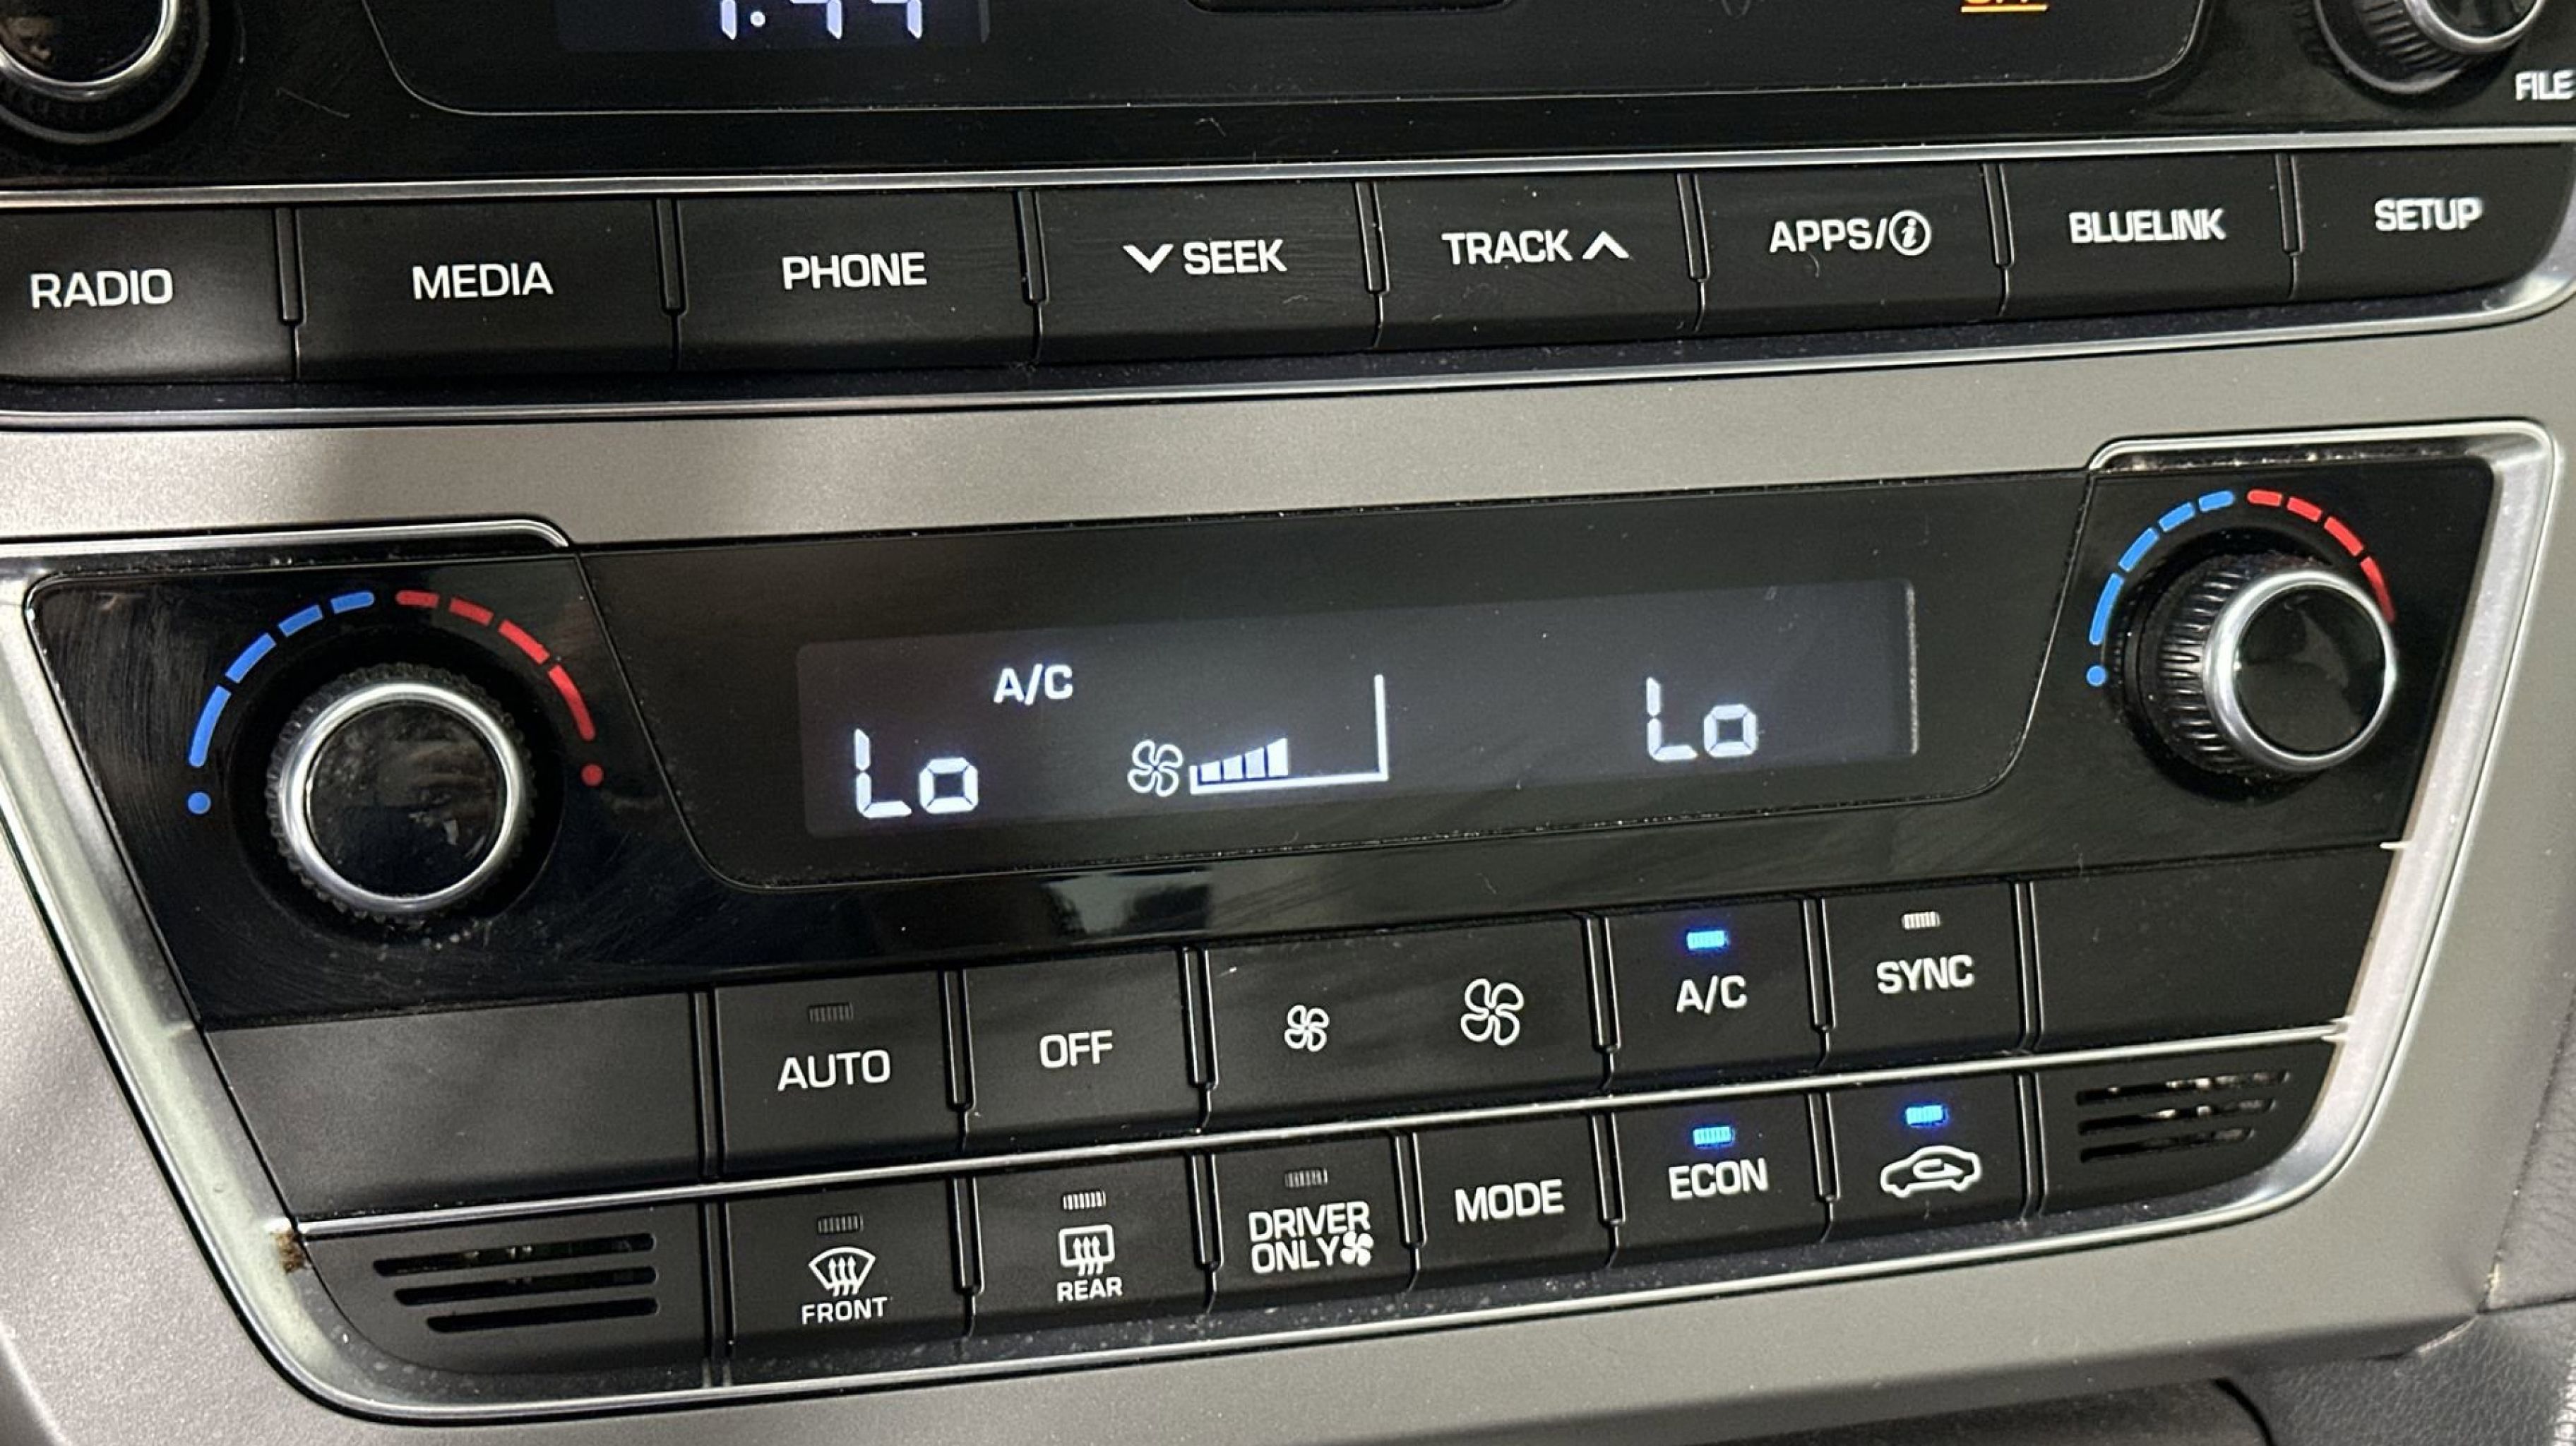 FILE
RADIO
MEDIA
PHONE
SEEK
TRACK
APPS/i
BLUELINK
SETUP
A/C
Lo
Lo
AUTO
OFF
A/C
SYNC
FRONT
REAR
DRIVER
ONLY
MODE
ECON